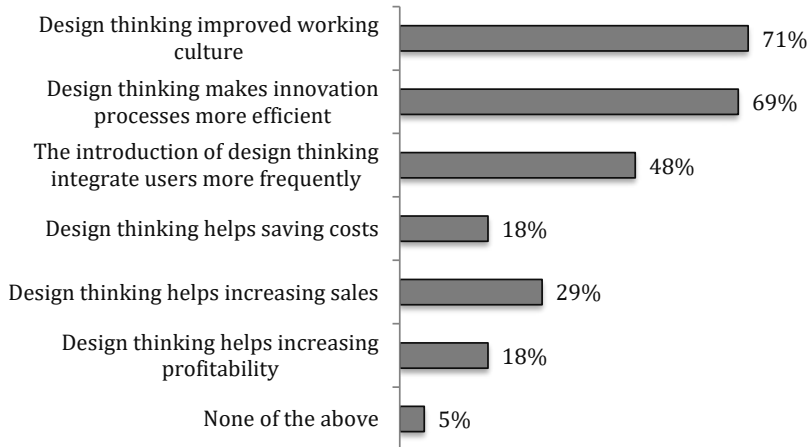 Design thinking improved working
culture
71%
Design thinking makes innovation
processes more efficient
69%
The introduction of design thinking
integrate users more frequently
48%
Design thinking helps saving costs
18%
Design thinking helps increasing sales
29%
Design thinking helps increasing
profitability
18%
None of the above
5%